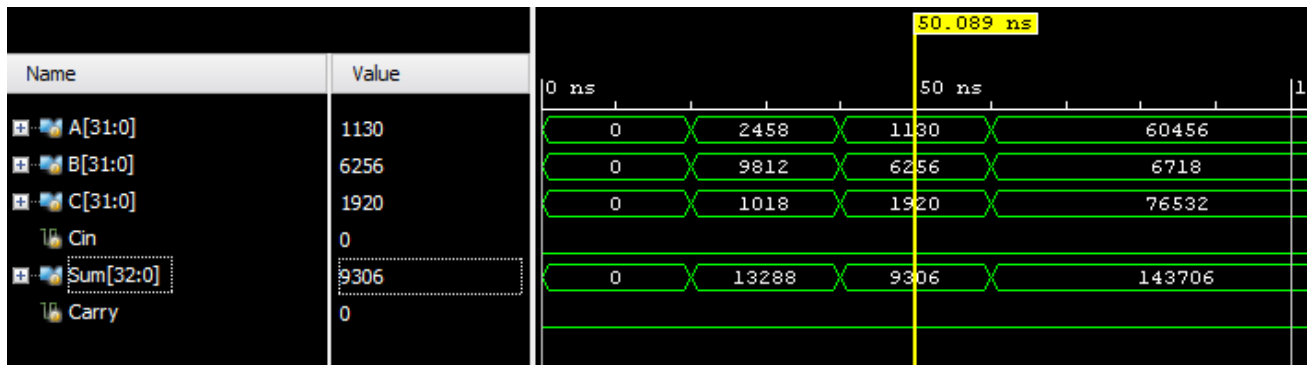 50.089 ns
Name Value
0 ns 50 ns 1
A[31:0] 1130 0 2458 1130 60456
B[31:0] 6256 0 9812 6256 6718
C[31:0] 1920 0 1018 1920 76532
Cin 0
Sum[32:0] 9306 0 13288 9306 143706
Carry 0